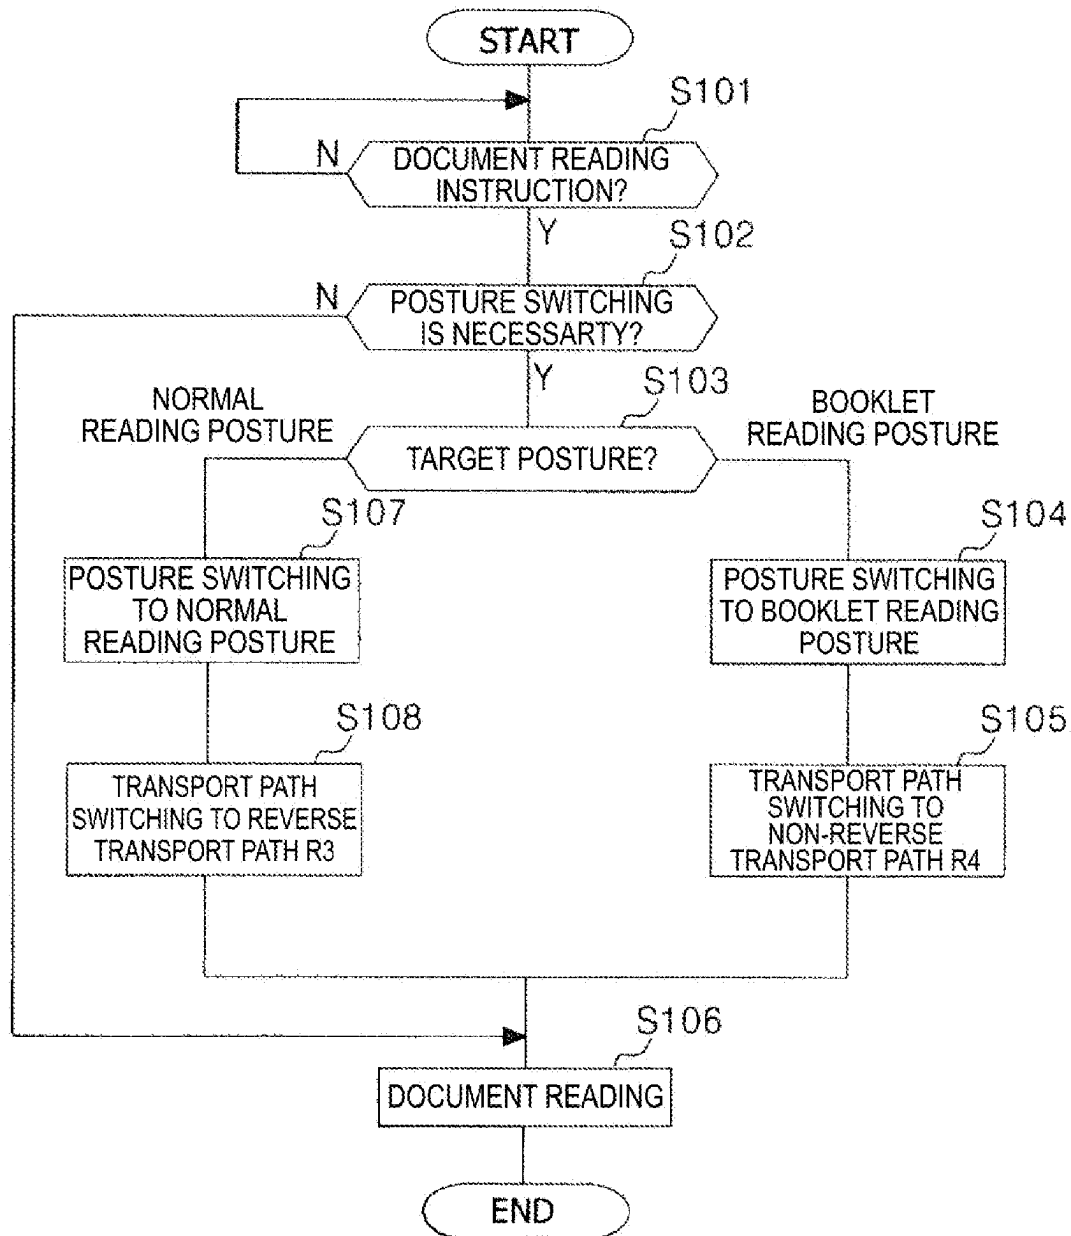 START
S101
N
DOCUMENT READING
INSTRUCTION?
Y
S102
N
POSTURE SWITCHING
IS NECESSARTY?
Y
S103
NORMAL
READING POSTURE
BOOKLET
READING POSTURE
TARGET POSTURE?
S107
S104
POSTURE SWITCHING
TO NORMAL
READING POSTURE
POSTURE SWITCHING
TO BOOKLET READING
POSTURE
S108
S105
TRANSPORT PATH
SWITCHING TO REVERSE
TRANSPORT PATH R3
TRANSPORT PATH
SWITCHING TO
NON-REVERSE
TRANSPORT PATH R4
S106
DOCUMENT READING
END